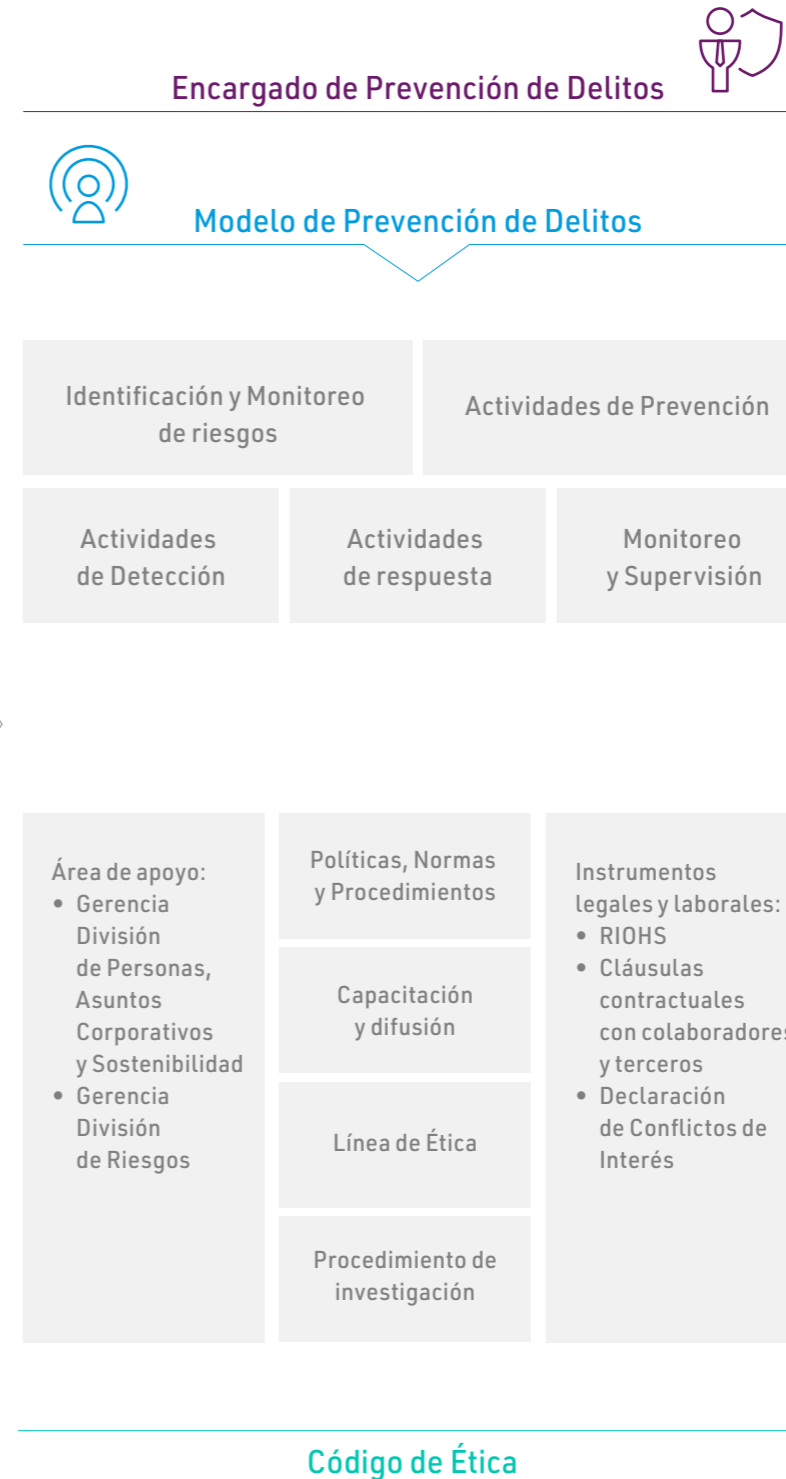 Encargado de Prevención de Delitos
Modelo de Prevención de Delitos
Identificación y Monitoreo
de riesgos
Actividades de Prevención
Actividades
de Detección
Actividades
de respuesta
Monitoreo
y Supervisión
Área de apoyo:
• Gerencia
División
de Personas,
Asuntos
Corporativos
y Sostenibilidad
• Gerencia
División
de Riesgos
Políticas, Normas
y Procedimientos
Capacitación
y difusión
Línea de Ética
Procedimiento de
investigación
Instrumentos
legales y laborales:
• RIOHS
• Cláusulas
contractuales
con colaboradores
y terceros
• Declaración
de Conflictos de
Interés
Código de Ética